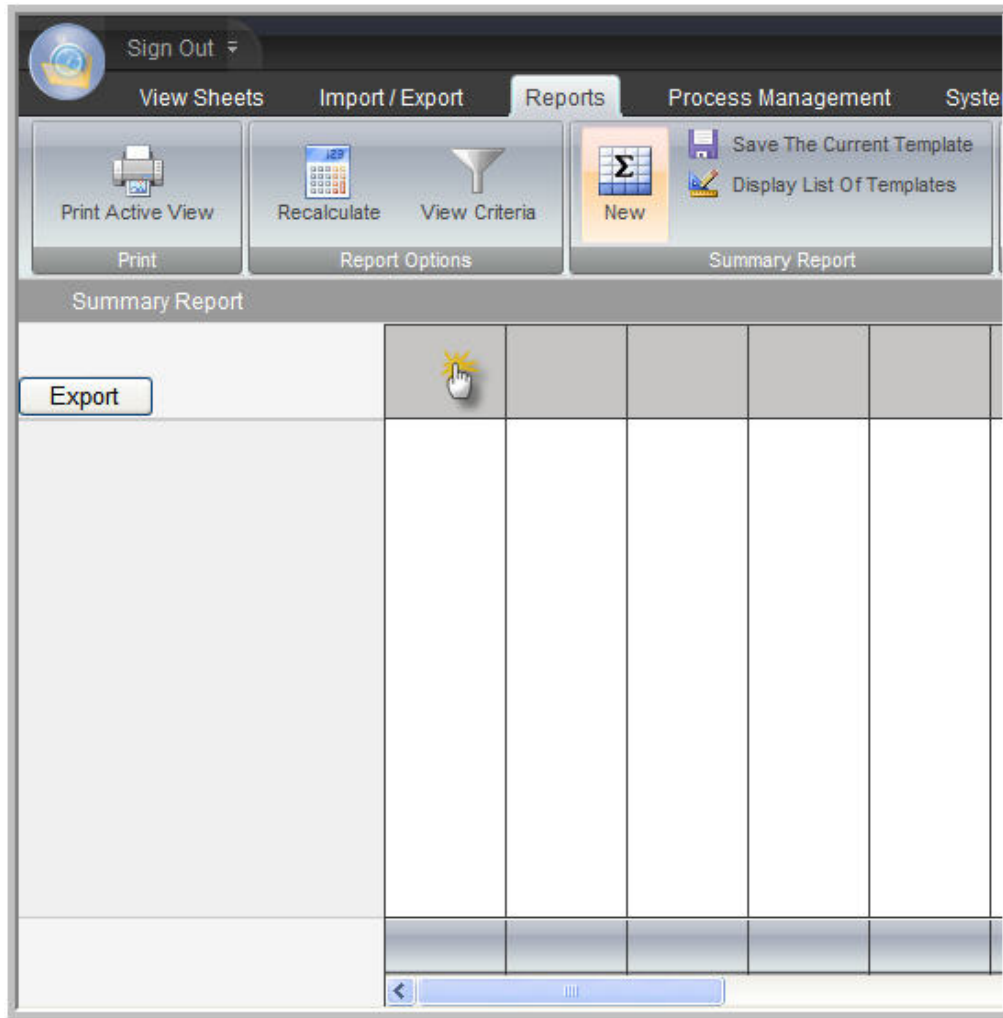 Sign Out
View Sheets Import / Export Reports Process Management Syste
Save The Current Template
Display List Of Templates
Print Active View Recalculate View Criteria New
Print Report Options Summary Report
Summary Report
Export